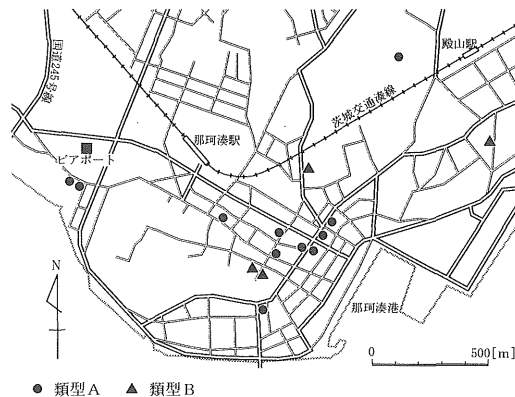 国道245号線
殿山駅
茨城交通湊線
那珂湊駅
ピアポート
N
那珂湊港
0 500[m]
● 類型A ▲ 類型B